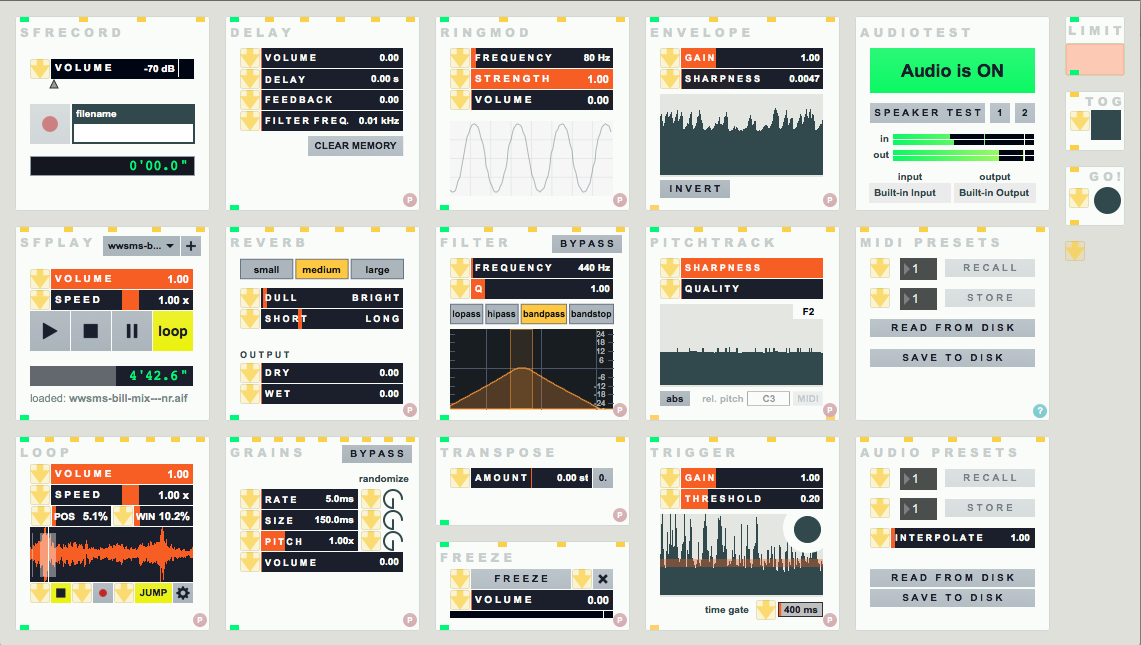 SFRECORD
VOLUME -70 dB
filename
0'00.0"
DELAY
VOLUME 0.00
DELAY 0.00 s
FEEDBACK 0.00
FILTER FREQ. 0.01 kHz
CLEAR MEMORY
P
RINGMOD
FREQUENCY 80 Hz
STRENGTH 1.00
VOLUME 0.00
P
ENVELOPE
GAIN 1.00
SHARPNESS 0.0047
INVERT
P
AUDIOTEST
Audio is ON
SPEAKER TEST 1 2
in
out
input output
Built-in Input Built-in Output
LIMIT
TOG
GO!
SFPLAY wwsms-b... +
VOLUME 1.00
SPEED 1.00 x
loop
4'42.6"
loaded: wwsms-bill-mix---nr.aif
REVERB
small medium large
DULL BRIGHT
SHORT LONG
OUTPUT
DRY 0.00
WET 0.00
P
FILTER BYPASS
FREQUENCY 440 Hz
Q 1.00
lopass hipass bandpass bandstop
24
18
12
6
-6
-12
-18
-24
P
PITCHTRACK
SHARPNESS
QUALITY
F2
abs rel. pitch C3 MIDI
P
MIDI PRESETS
1 RECALL
1 STORE
READ FROM DISK
SAVE TO DISK
?
LOOP
VOLUME 1.00
SPEED 1.00 x
POS 5.1% WIN 10.2%
JUMP
P
GRAINS BYPASS
randomize
RATE 5.0ms
SIZE 150.0ms
PITCH 1.00x
VOLUME 0.00
P
TRANSPOSE
AMOUNT 0.00 st 0.
P
FREEZE
FREEZE
VOLUME 0.00
P
TRIGGER
GAIN 1.00
THRESHOLD 0.20
time gate 400 ms
P
AUDIO PRESETS
1 RECALL
1 STORE
INTERPOLATE 1.00
READ FROM DISK
SAVE TO DISK